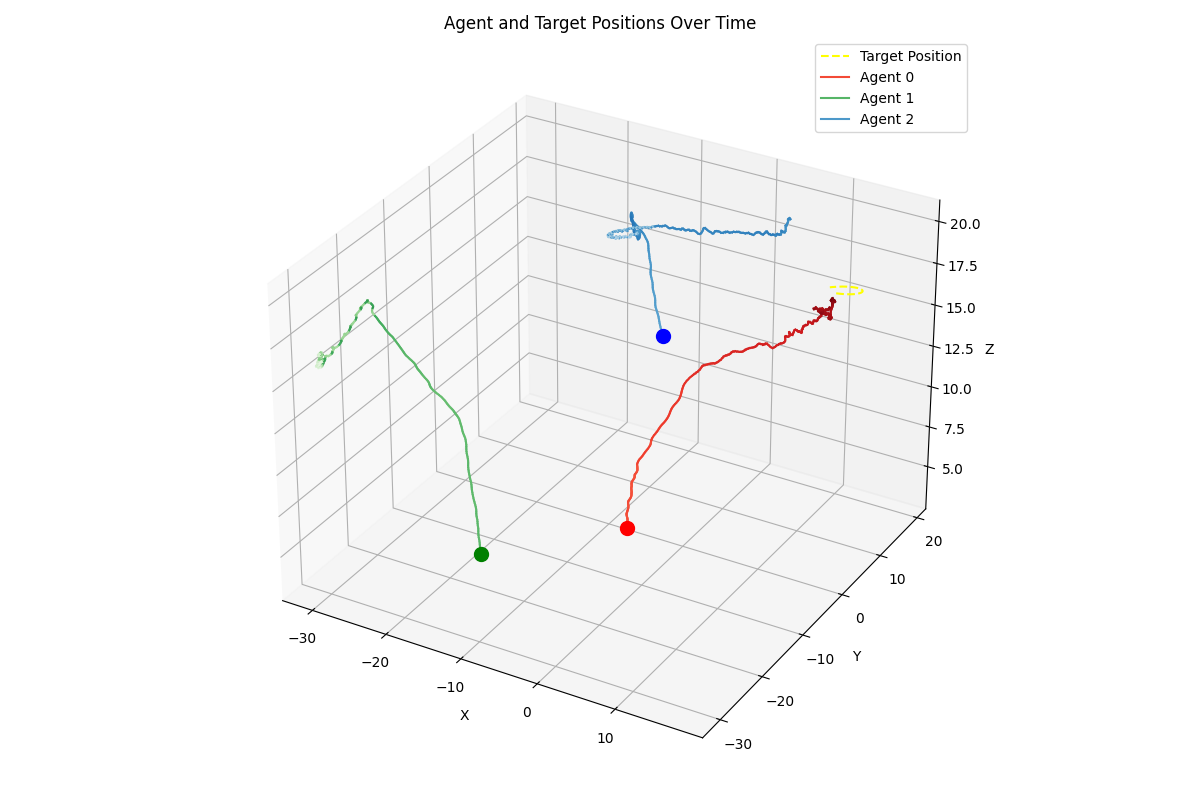 Agent and Target Positions Over Time
Target Position
Agent 0
Agent 1
Agent 2
20.0
17.5
15.0
12.5
10.0
7.5
5.0
Z
−30
−20
−10
0
10
X
20
10
0
−10
−20
−30
Y